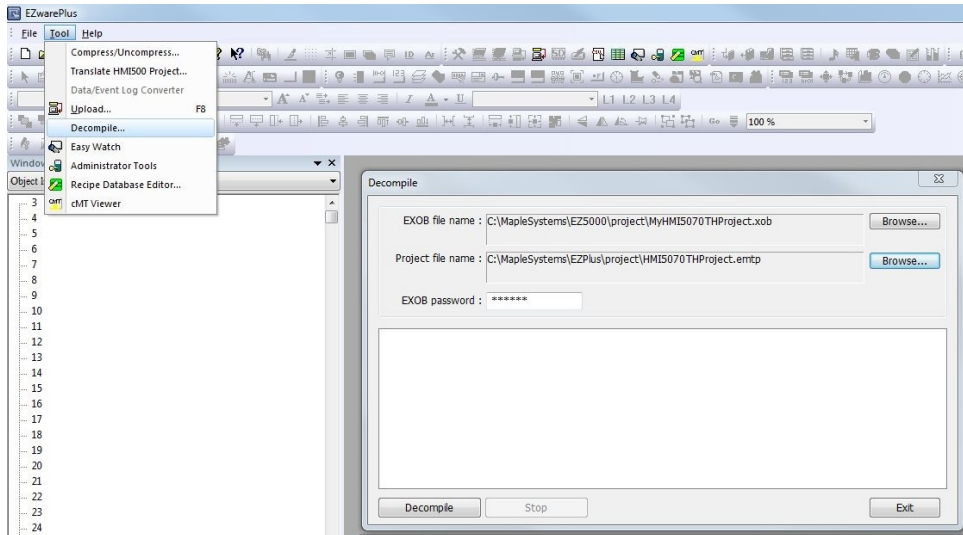 EZwarePlus
File Tool Help
Compress/Uncompress...
Translate HMI500 Project...
Data/Event Log Converter
Upload... F8
Decompile...
Easy Watch
Administrator Tools
Recipe Database Editor...
cMT Viewer
L1 L2 L3 L4
100 %
Window
Object L
3
4
5
6
7
8
9
10
11
12
13
14
15
16
17
18
19
20
21
22
23
24
Decompile
EXOB file name : C:\MapleSystems\EZ5000\project\MyHMI5070THProject.xob Browse...
Project file name : C:\MapleSystems\EZPlus\project\HMI5070THProject.emtp Browse...
EXOB password : ******
Decompile Stop Exit